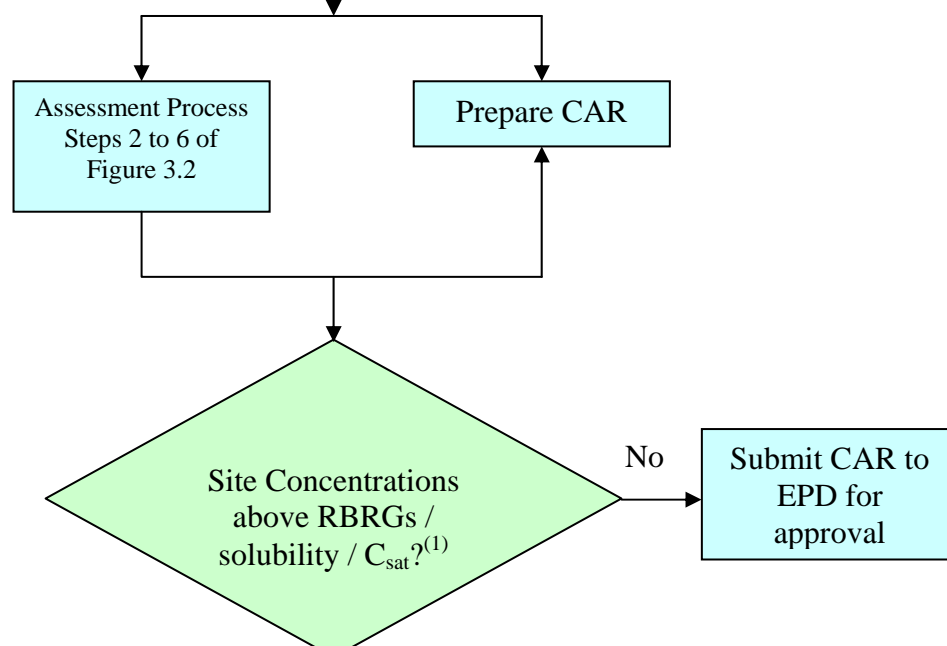 Assessment Process
Steps 2 to 6 of
Figure 3.2
Prepare CAR
Site Concentrations
above RBRGs /
solubility / Csat?(1)
No
Submit CAR to
EPD for
approval